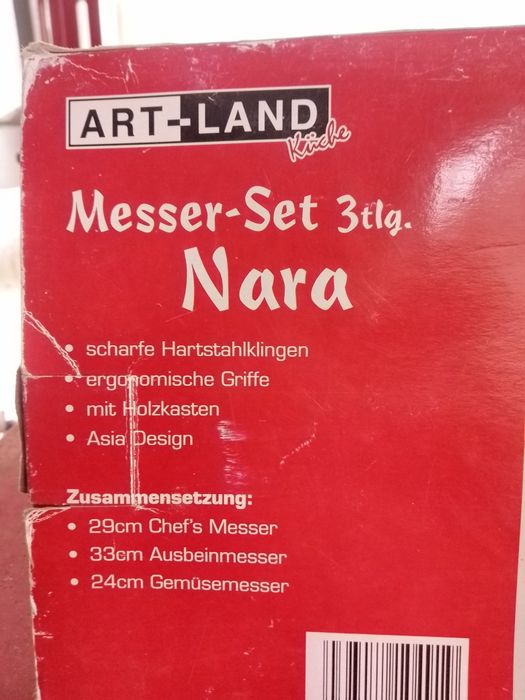 ART-LAND
Küche
Messer-Set 3tlg.
Nara
• scharfe Hartstahlklingen
• ergonomische Griffe
• mit Holzkasten
• Asia Design
Zusammensetzung:
• 29cm Chef's Messer
• 33cm Ausbeinmesser
• 24cm Gemüsemesser